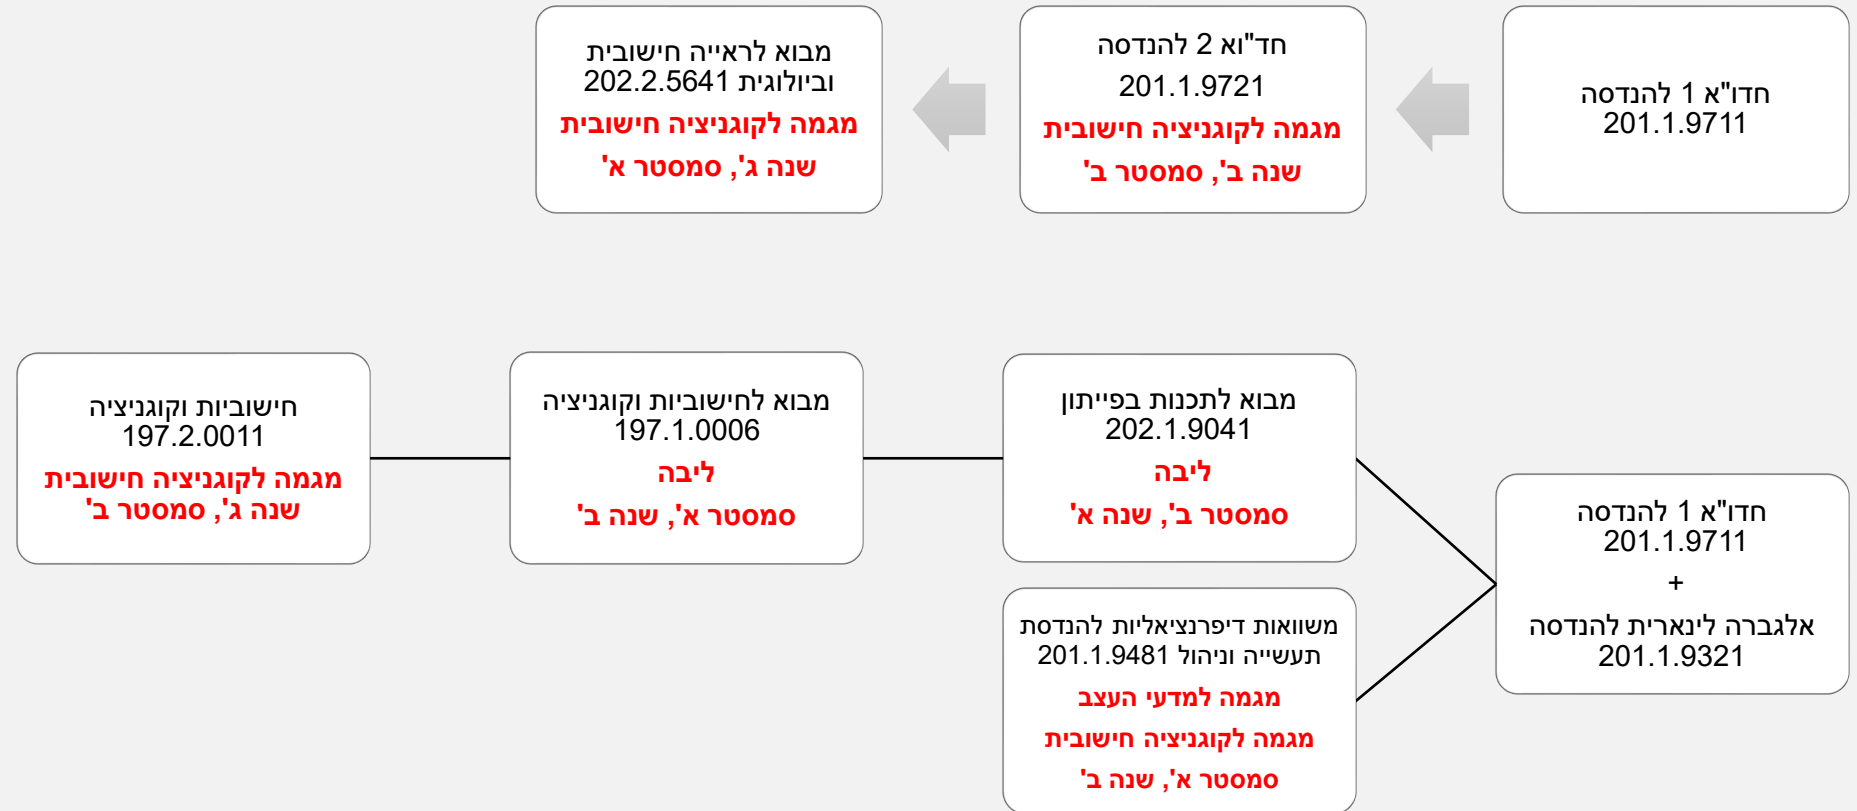 חדו"א 1 להנדסה
201.1.9711
חד"וא 2 להנדסה
201.1.9721
מגמה לקוגניציה חישובית
שנה ב', סמסטר ב'
מבוא לראייה חישובית
וביולוגית 202.2.5641
מגמה לקוגניציה חישובית
שנה ג', סמסטר א'
חדו"א 1 להנדסה
201.1.9711
+
אלגברה לינארית להנדסה
201.1.9321
מבוא לתכנות בפייתון
202.1.9041
ליבה
סמסטר ב', שנה א'
מבוא לחישוביות וקוגניציה
197.1.0006
ליבה
סמסטר א', שנה ב'
חישוביות וקוגניציה
197.2.0011
מגמה לקוגניציה חישובית
שנה ג', סמסטר ב'
משוואות דיפרנציאליות להנדסת
תעשייה וניהול 201.1.9481
מגמה למדעי העצב
מגמה לקוגניציה חישובית
סמסטר א', שנה ב'